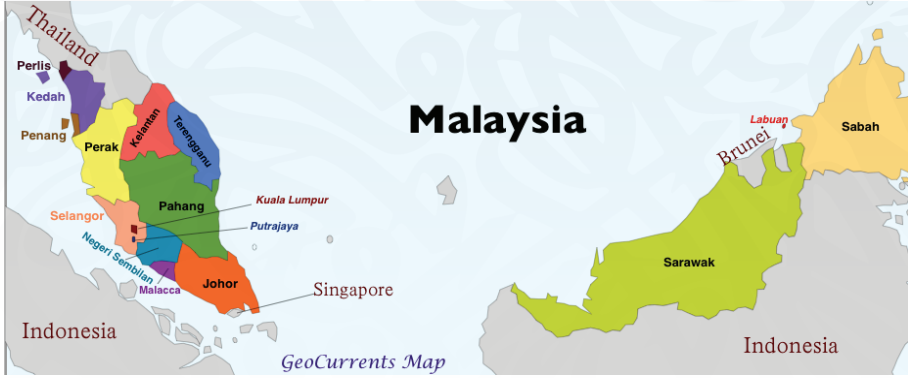 Thailand
Perlis
Kedah
Penang
Perak
Kelantan
Terengganu
Malaysia
Labuan
Brunei
Sabah
Selangor
Pahang
Kuala Lumpur
Putrajaya
Negeri Sembilan
Malacca
Johor
Singapore
Sarawak
Indonesia
Indonesia
GeoCurrents Map